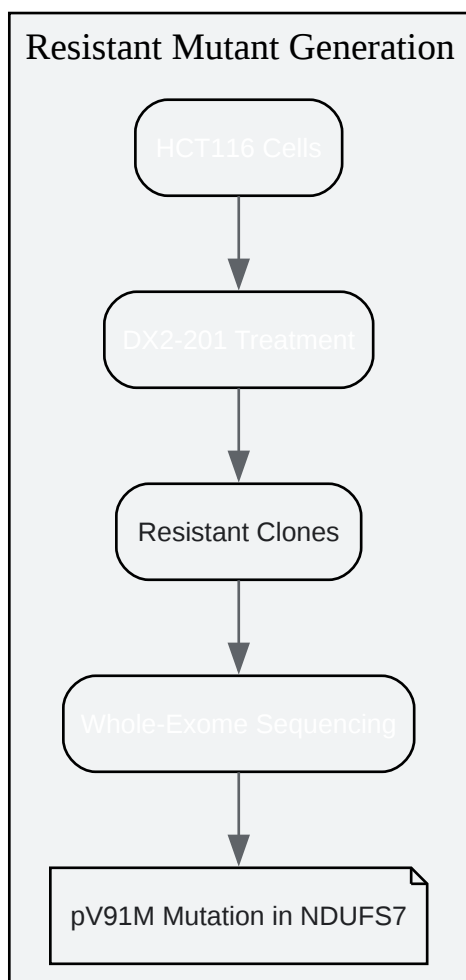 Resistant Mutant Generation
HCT116 Cells
DX2-201 Treatment
Resistant Clones
Whole-Exome Sequencing
pV91M Mutation in NDUFS7